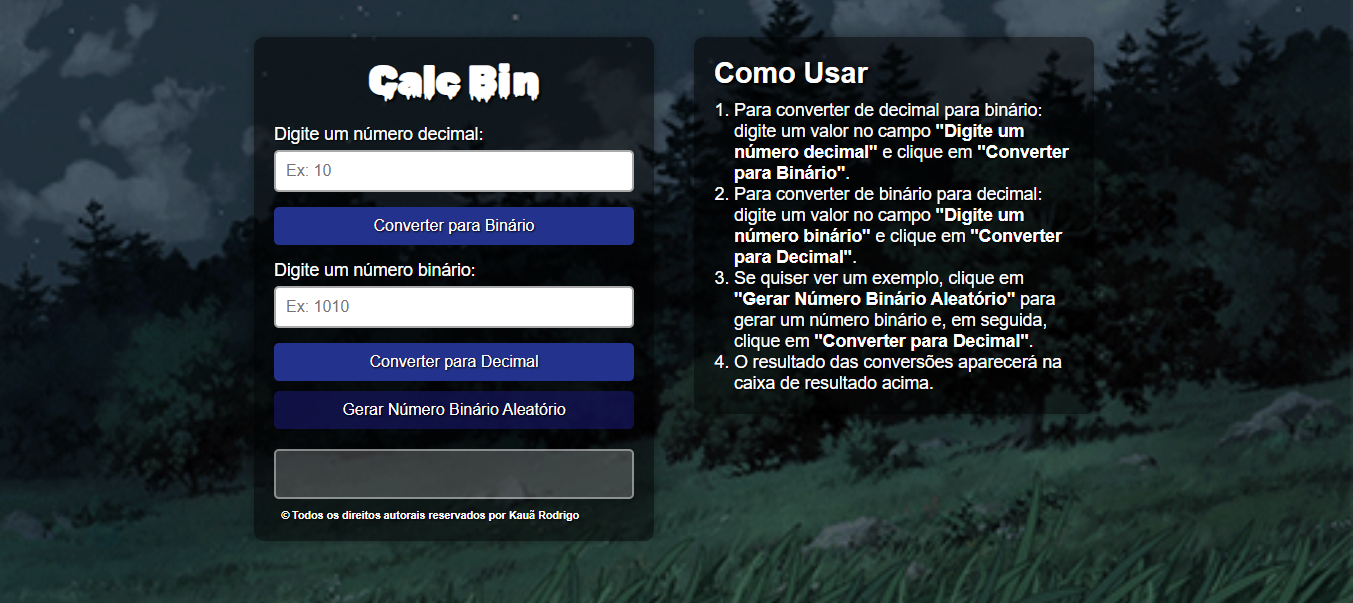 Calc Bin
Digite um número decimal:
Ex: 10
Converter para Binário
Digite um número binário:
Ex: 1010
Converter para Decimal
Gerar Número Binário Aleatório
© Todos os direitos autorais reservados por Kauã Rodrigo
Como Usar
1. Para converter de decimal para binário:
digite um valor no campo "Digite um
número decimal" e clique em "Converter
para Binário".
2. Para converter de binário para decimal:
digite um valor no campo "Digite um
número binário" e clique em "Converter
para Decimal".
3. Se quiser ver um exemplo, clique em
"Gerar Número Binário Aleatório" para
gerar um número binário e, em seguida,
clique em "Converter para Decimal".
4. O resultado das conversões aparecerá na
caixa de resultado acima.